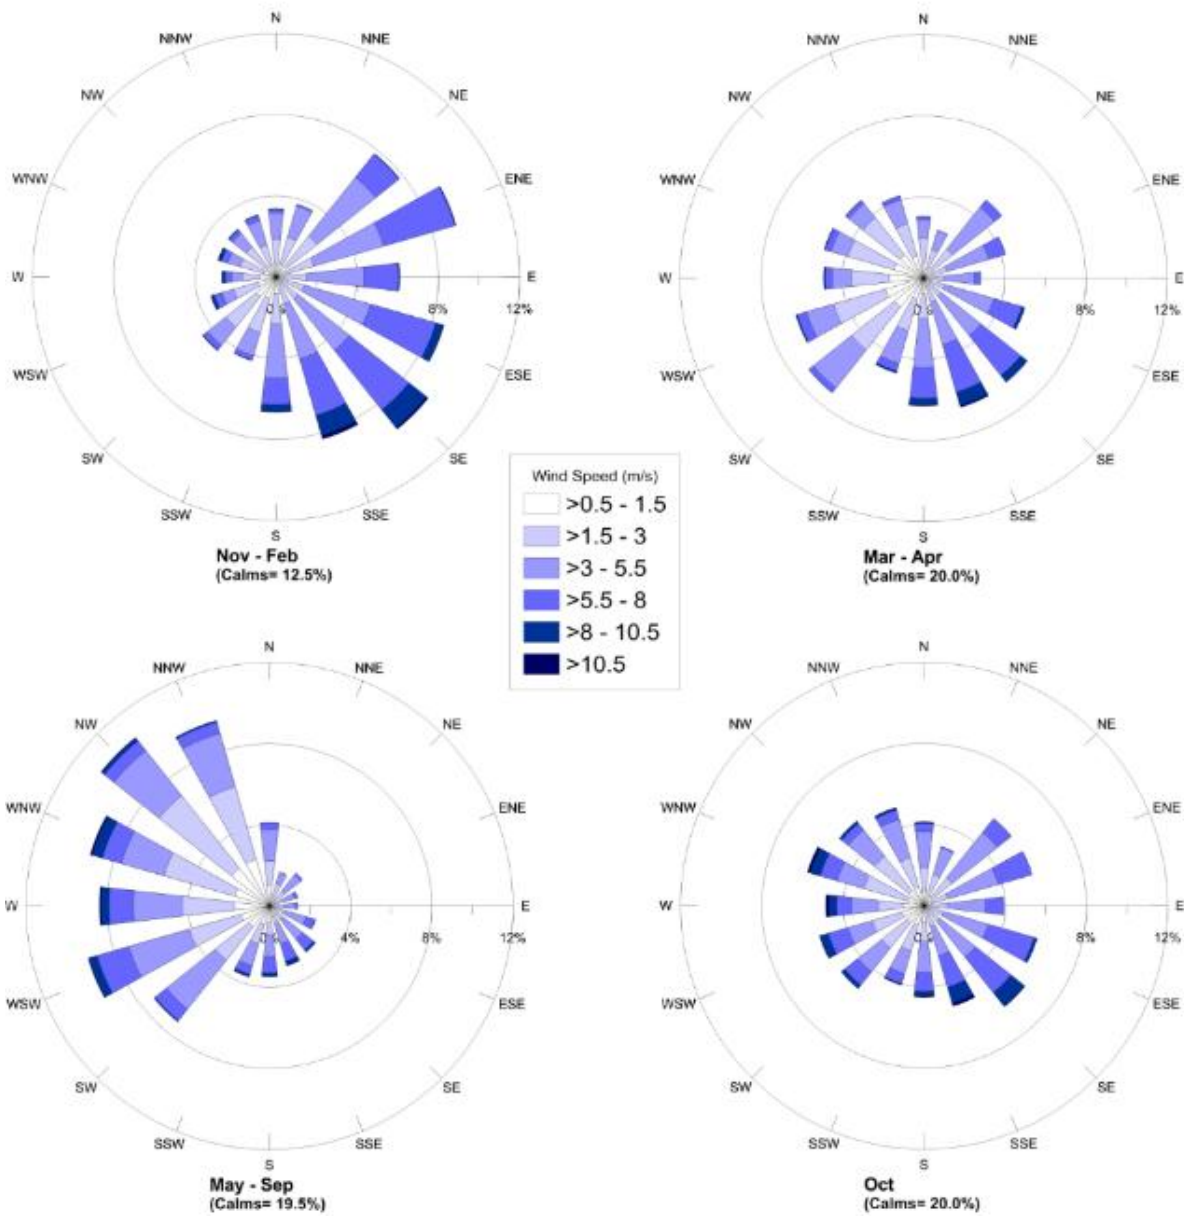 N
NNW
NNE
NW
NE
WNW
ENE
W
E
8%
12%
WSW
ESE
SW
SE
SSW
SSE
S
Nov - Feb
(Calms= 12.5%)
N
NNW
NNE
NW
NE
WNW
ENE
W
E
8%
12%
WSW
ESE
SW
SE
SSW
SSE
S
Mar - Apr
(Calms= 20.0%)
Wind Speed (m/s)
>0.5 - 1.5
>1.5 - 3
>3 - 5.5
>5.5 - 8
>8 - 10.5
>10.5
N
NNW
NNE
NW
NE
WNW
ENE
W
E
4%
8%
12%
WSW
ESE
SW
SE
SSW
SSE
S
May - Sep
(Calms= 19.5%)
N
NNW
NNE
NW
NE
WNW
ENE
W
E
8%
12%
WSW
ESE
SW
SE
SSW
SSE
S
Oct
(Calms= 20.0%)